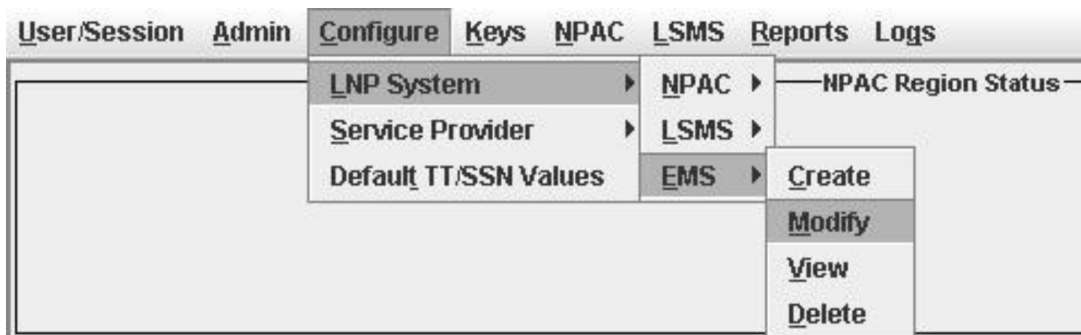 User/Session Admin Configure Keys NPAC LSMS Reports Logs
LNP System NPAC NPAC Region Status
Service Provider LSMS
Default TT/SSN Values EMS Create
Modify
View
Delete